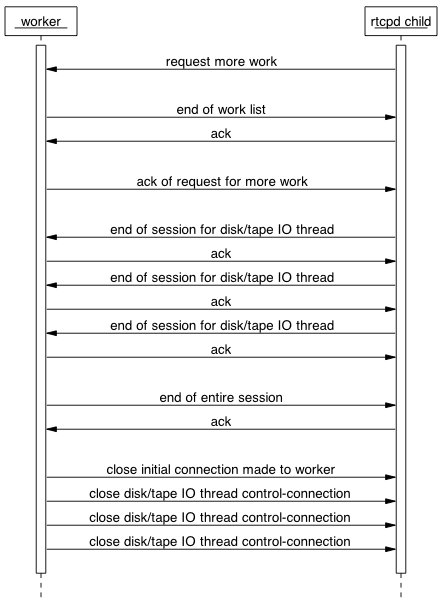 worker
rtcpd child
request more work
end of work list
ack
ack of request for more work
end of session for disk/tape IO thread
ack
end of session for disk/tape IO thread
ack
end of session for disk/tape IO thread
ack
end of entire session
ack
close initial connection made to worker
close disk/tape IO thread control-connection
close disk/tape IO thread control-connection
close disk/tape IO thread control-connection